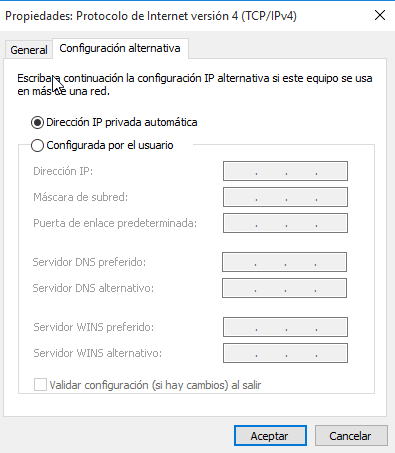 Propiedades: Protocolo de Internet versión 4 (TCP/IPv4)
General
Configuración alternativa
Escriba a continuación la configuración IP alternativa si este equipo se usa
en más de una red.
Dirección IP privada automática
Configurada por el usuario
Dirección IP:
Máscara de subred:
Puerta de enlace predeterminada:
Servidor DNS preferido:
Servidor DNS alternativo:
Servidor WINS preferido:
Servidor WINS alternativo:
Validar configuración (si hay cambios) al salir
Aceptar
Cancelar